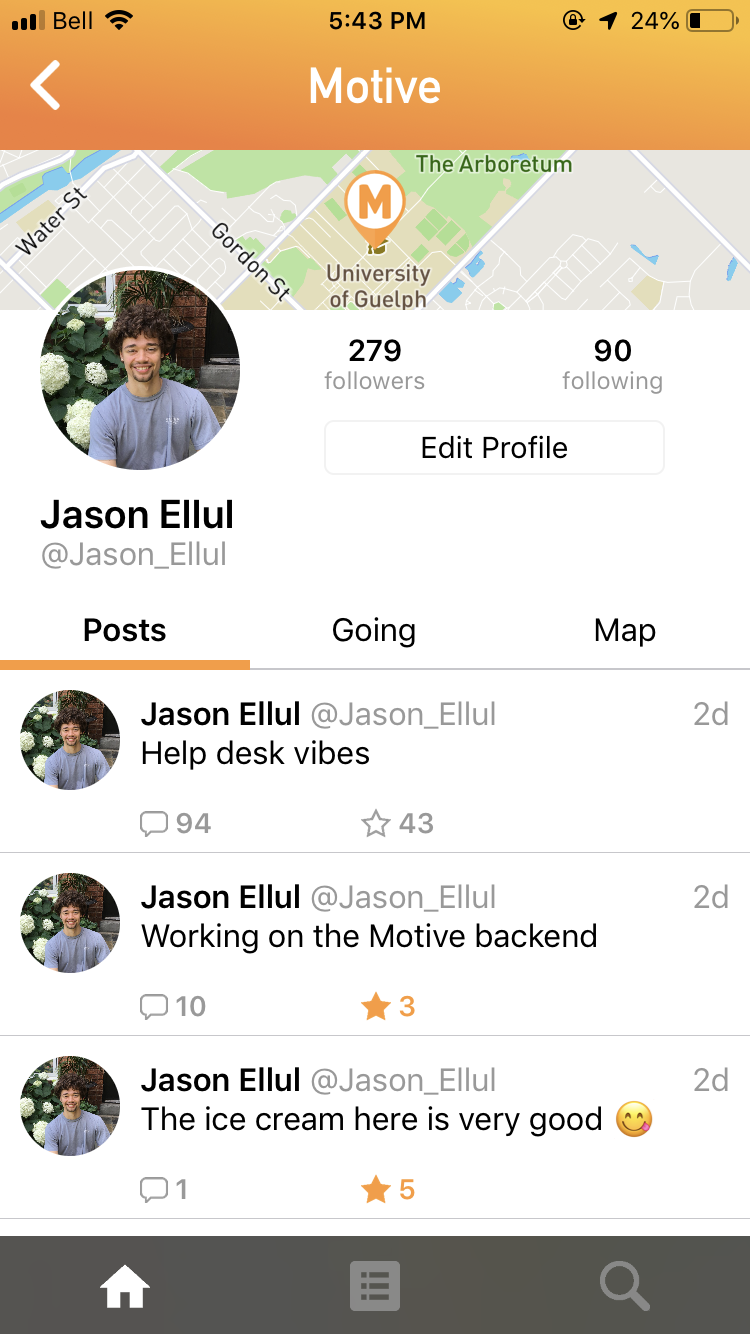 Bell 5:43 PM 24%
Motive
The Arboretum
Water St
M
Gordon St
University
of Guelph
279 90
followers following
Edit Profile
Jason Ellul
@Jason_Ellul
Posts Going Map
Jason Ellul @Jason_Ellul 2d
Help desk vibes
94 43
Jason Ellul @Jason_Ellul 2d
Working on the Motive backend
10 3
Jason Ellul @Jason_Ellul 2d
The ice cream here is very good 😋
1 5